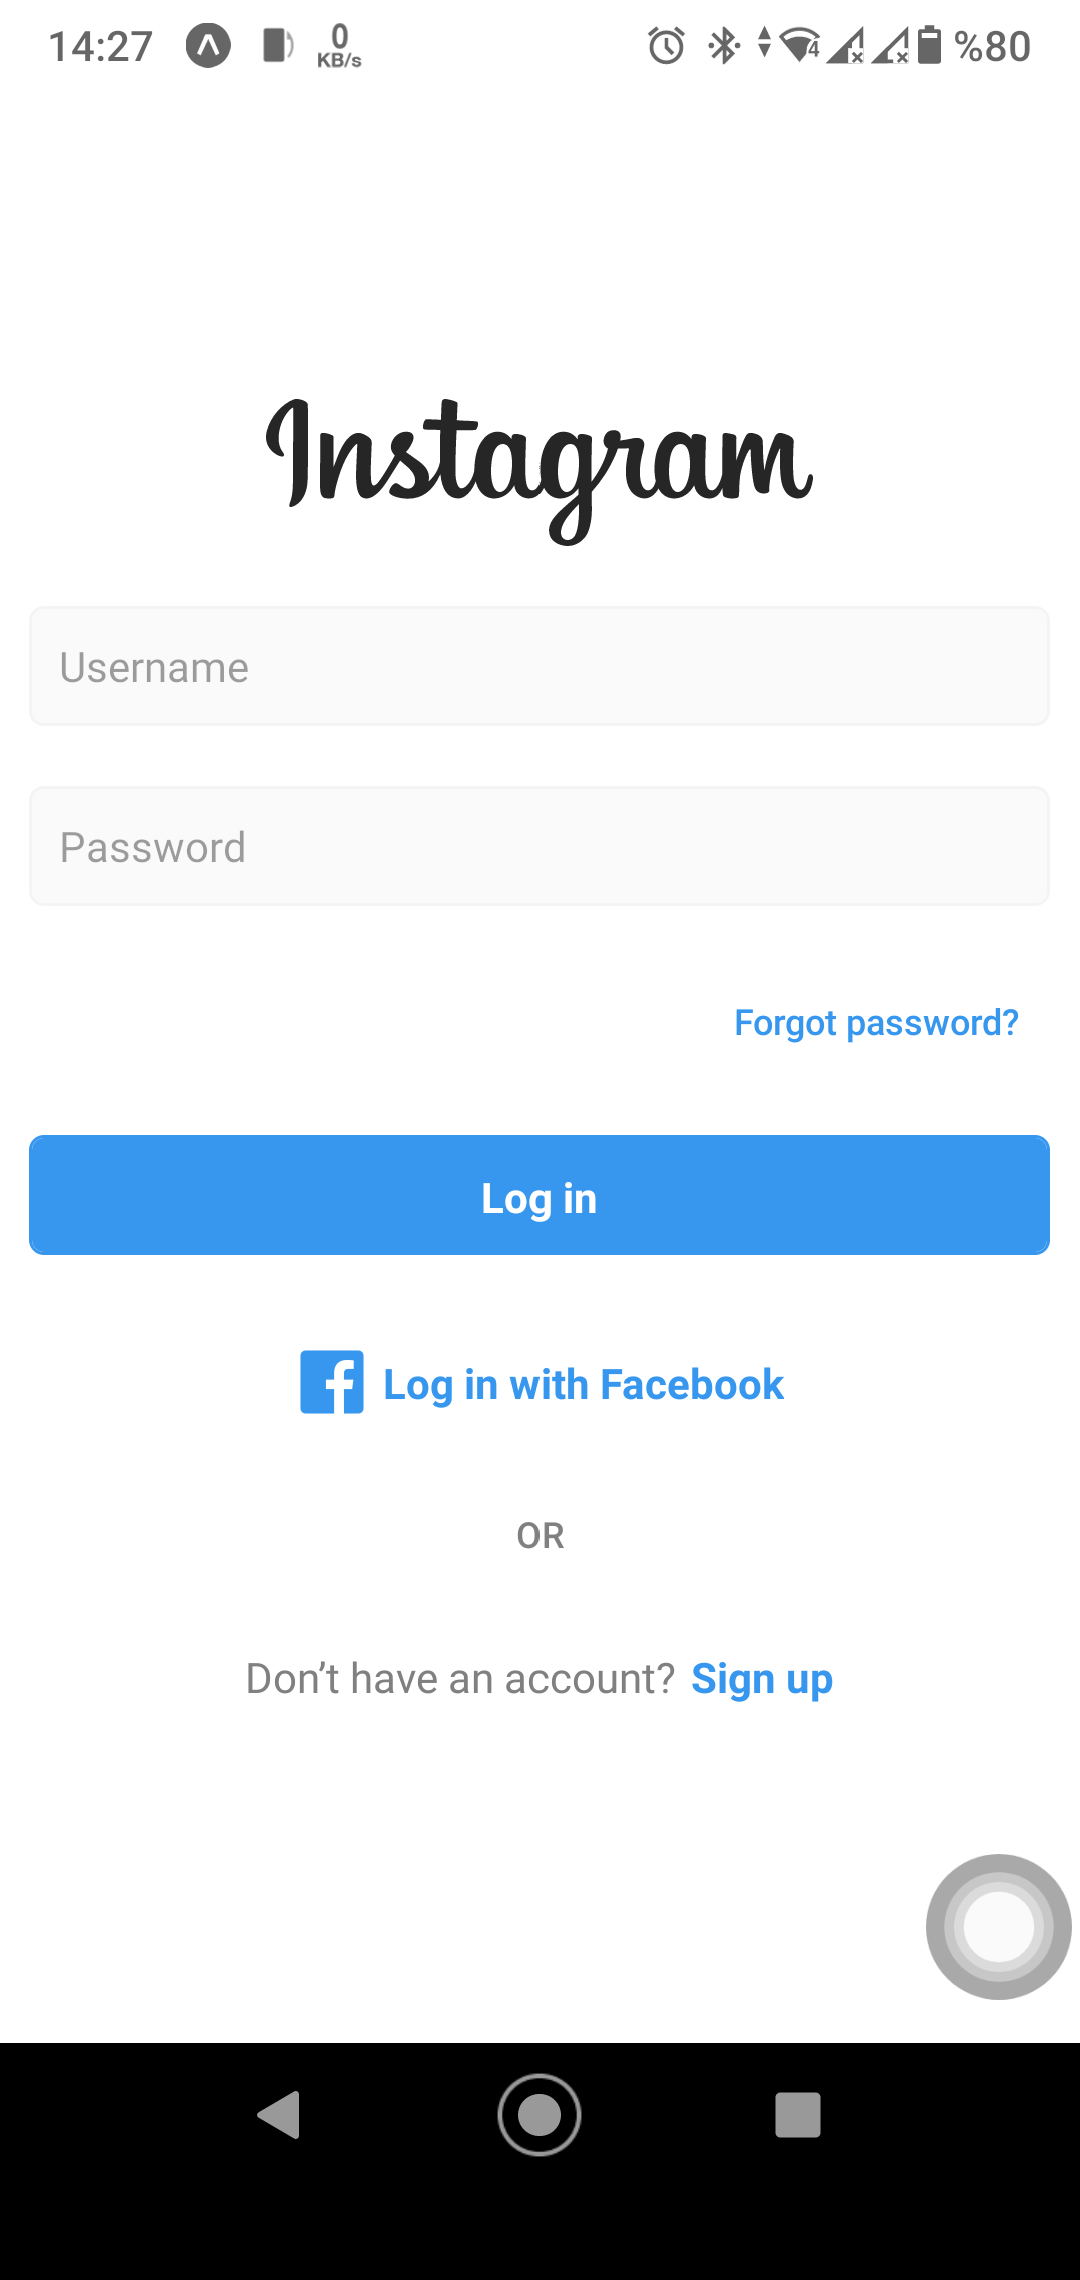 14:27 0 KB/s 4 %80
Instagram
Username
Password
Forgot password?
Log in
Log in with Facebook
OR
Don’t have an account? Sign up